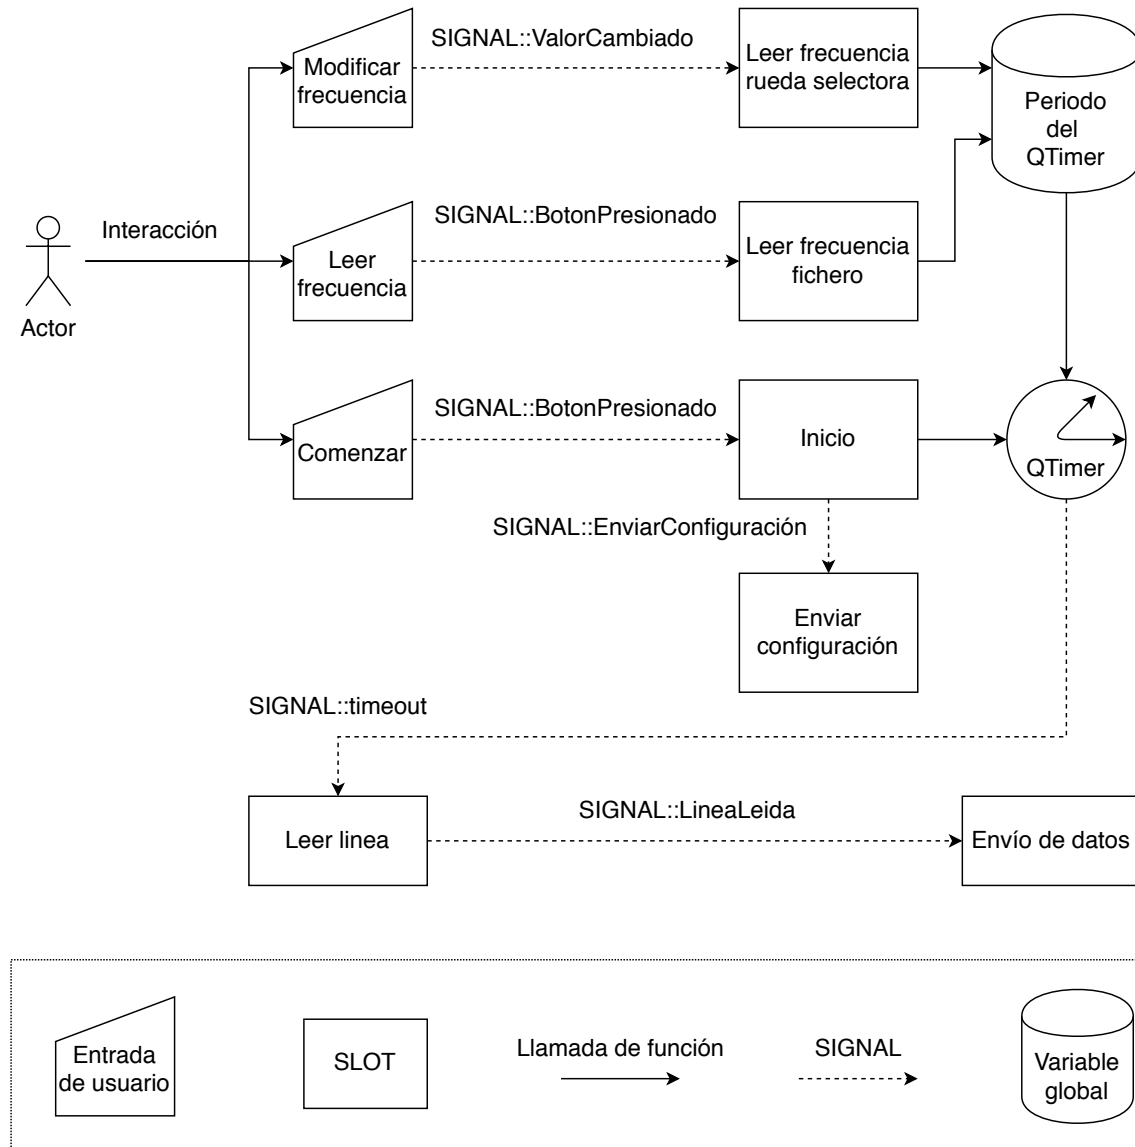 SIGNAL::ValorCambiado
Modificar
frecuencia
Leer frecuencia
rueda selectora
Periodo
del
QTimer
Interacción
SIGNAL::BotonPresionado
Leer
frecuencia
Leer frecuencia
fichero
Actor
SIGNAL::BotonPresionado
Comenzar
Inicio
QTimer
SIGNAL::EnviarConfiguración
Enviar
configuración
SIGNAL::timeout
Leer linea
SIGNAL::LineaLeida
Envío de datos
Entrada
de usuario
SLOT
Llamada de función
SIGNAL
Variable
global